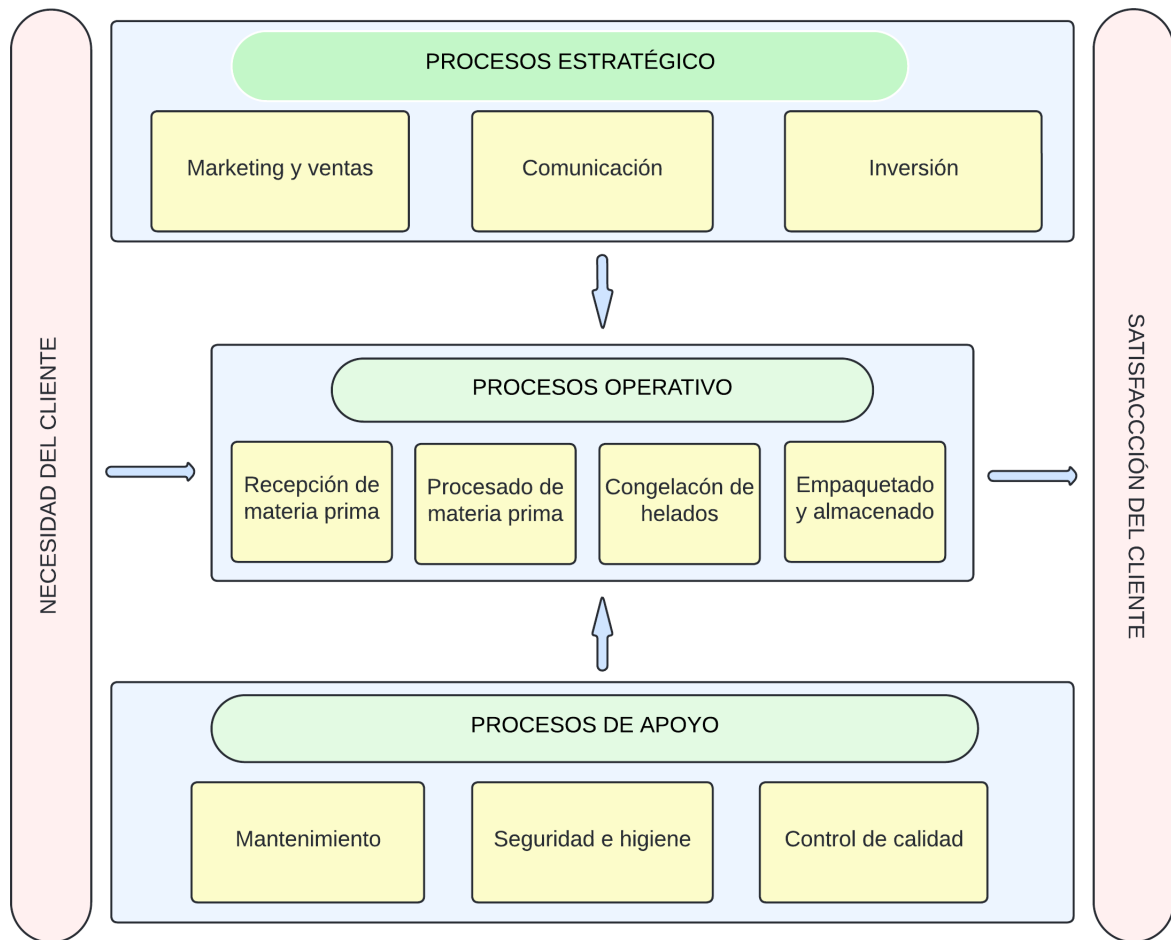 NECESIDAD DEL CLIENTE
PROCESOS ESTRATÉGICO
Marketing y ventas
Comunicación
Inversión
PROCESOS OPERATIVO
Recepción de
materia prima
Procesado de
materia prima
Congelacón de
helados
Empaquetado
y almacenado
PROCESOS DE APOYO
Mantenimiento
Seguridad e higiene
Control de calidad
SATISFACCCIÓN DEL CLIENTE